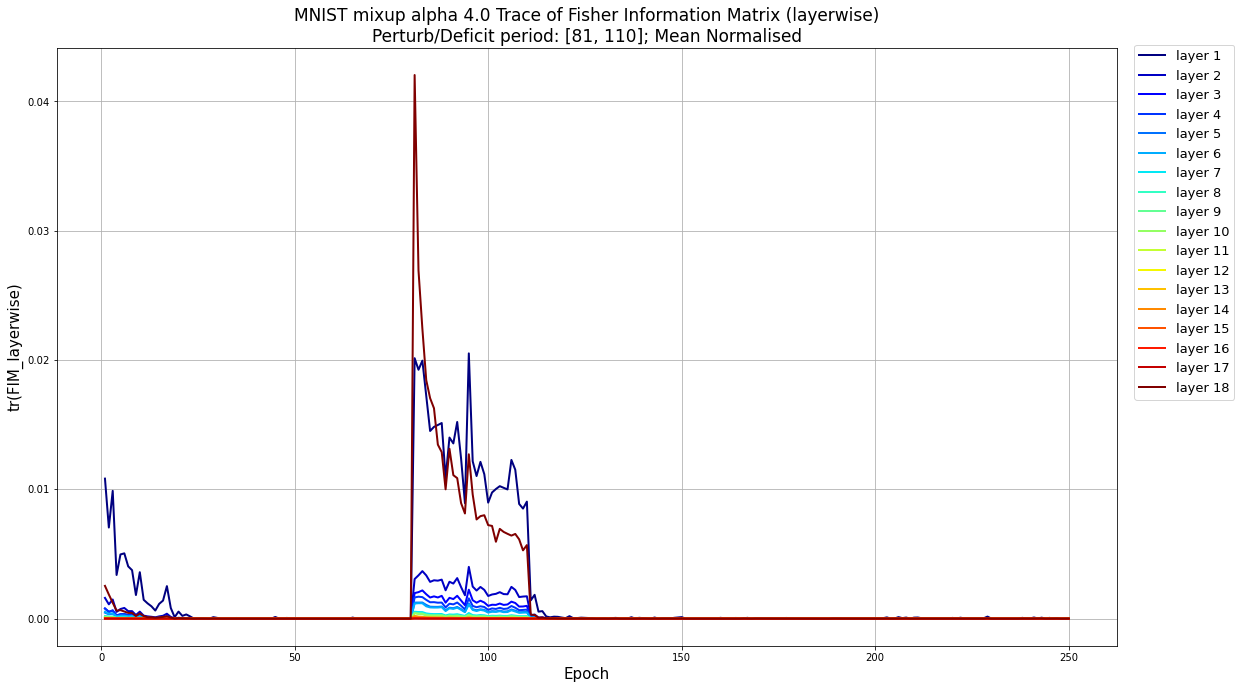 MNIST mixup alpha 4.0 Trace of Fisher Information Matrix (layerwise)
Perturb/Deficit period: [81, 110]; Mean Normalised
tr(FIM_layerwise)
0.04
0.03
0.02
0.01
0.00
0
50
100
150
200
250
Epoch
layer 1
layer 2
layer 3
layer 4
layer 5
layer 6
layer 7
layer 8
layer 9
layer 10
layer 11
layer 12
layer 13
layer 14
layer 15
layer 16
layer 17
layer 18